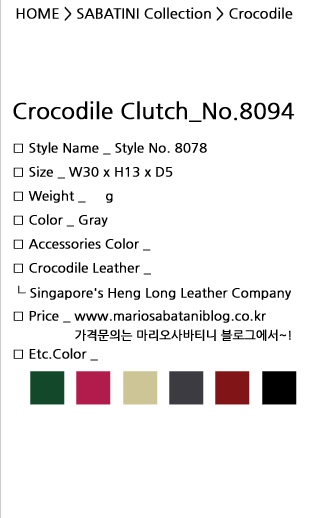 HOME > SABATINI Collection > Crocodile
Crocodile Clutch_No.8094
□ Style Name _ Style No. 8078
□ Size _ W30 x H13 x D5
□ Weight _ g
□ Color _ Gray
□ Accessories Color _
□ Crocodile Leather _
└ Singapore's Heng Long Leather Company
□ Price _ www.mariosabataniblog.co.kr
가격문의는 마리오사바티니 블로그에서~!
□ Etc.Color _